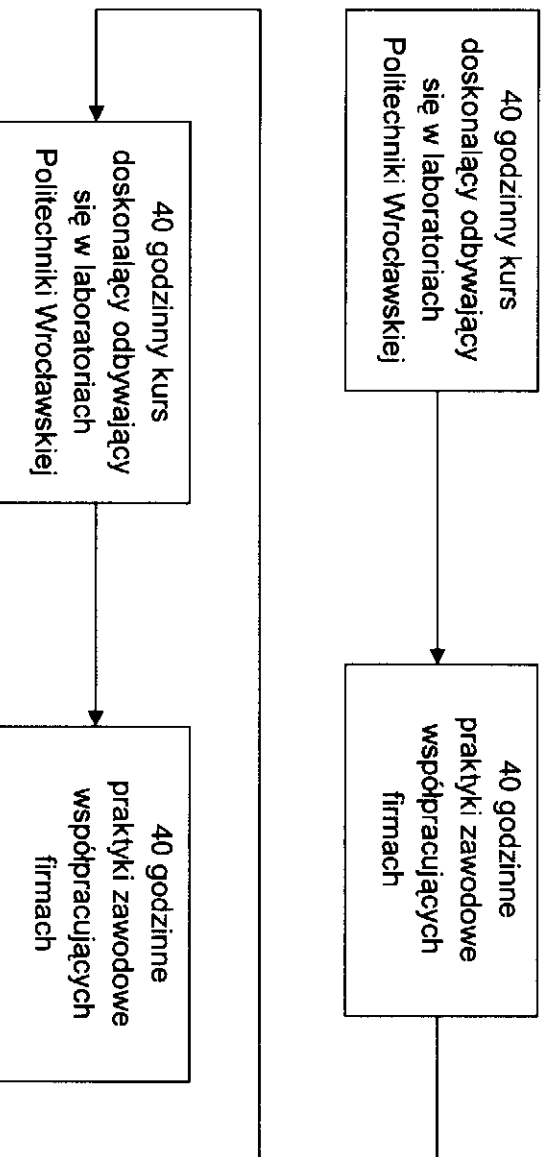 40 godzinny kurs
doskonalący odbywający
się w laboratoriach
Politechniki Wrocławskiej
40 godzinne
praktyki zawodowe
współpracujących
firmach
40 godzinny kurs
doskonalący odbywający
się w laboratoriach
Politechniki Wrocławskiej
40 godzinne
praktyki zawodowe
współpracujących
firmach